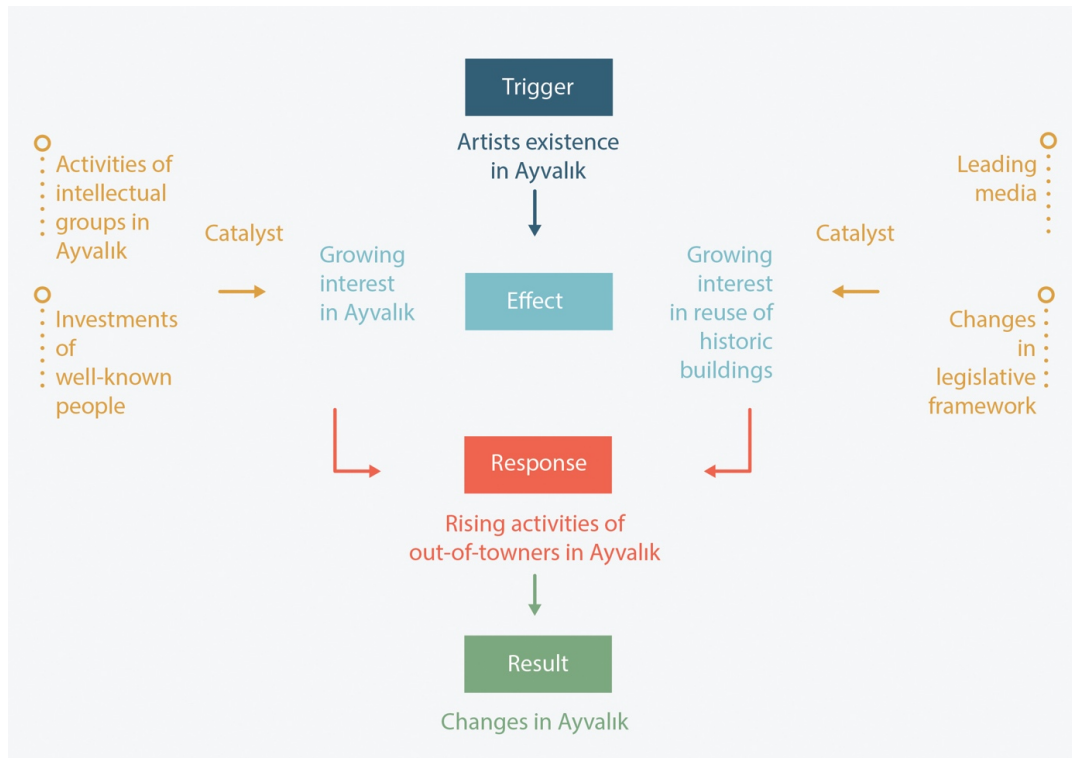 Trigger
Artists existence
in Ayvalık
Activities of
intellectual
groups in
Ayvalık
Investments
of
well-known
people
Catalyst
Growing
interest
in Ayvalık
Effect
Growing
interest
in reuse of
historic
buildings
Catalyst
Leading
media
Changes
in
legislative
framework
Response
Rising activities of
out-of-towners in Ayvalık
Result
Changes in Ayvalık